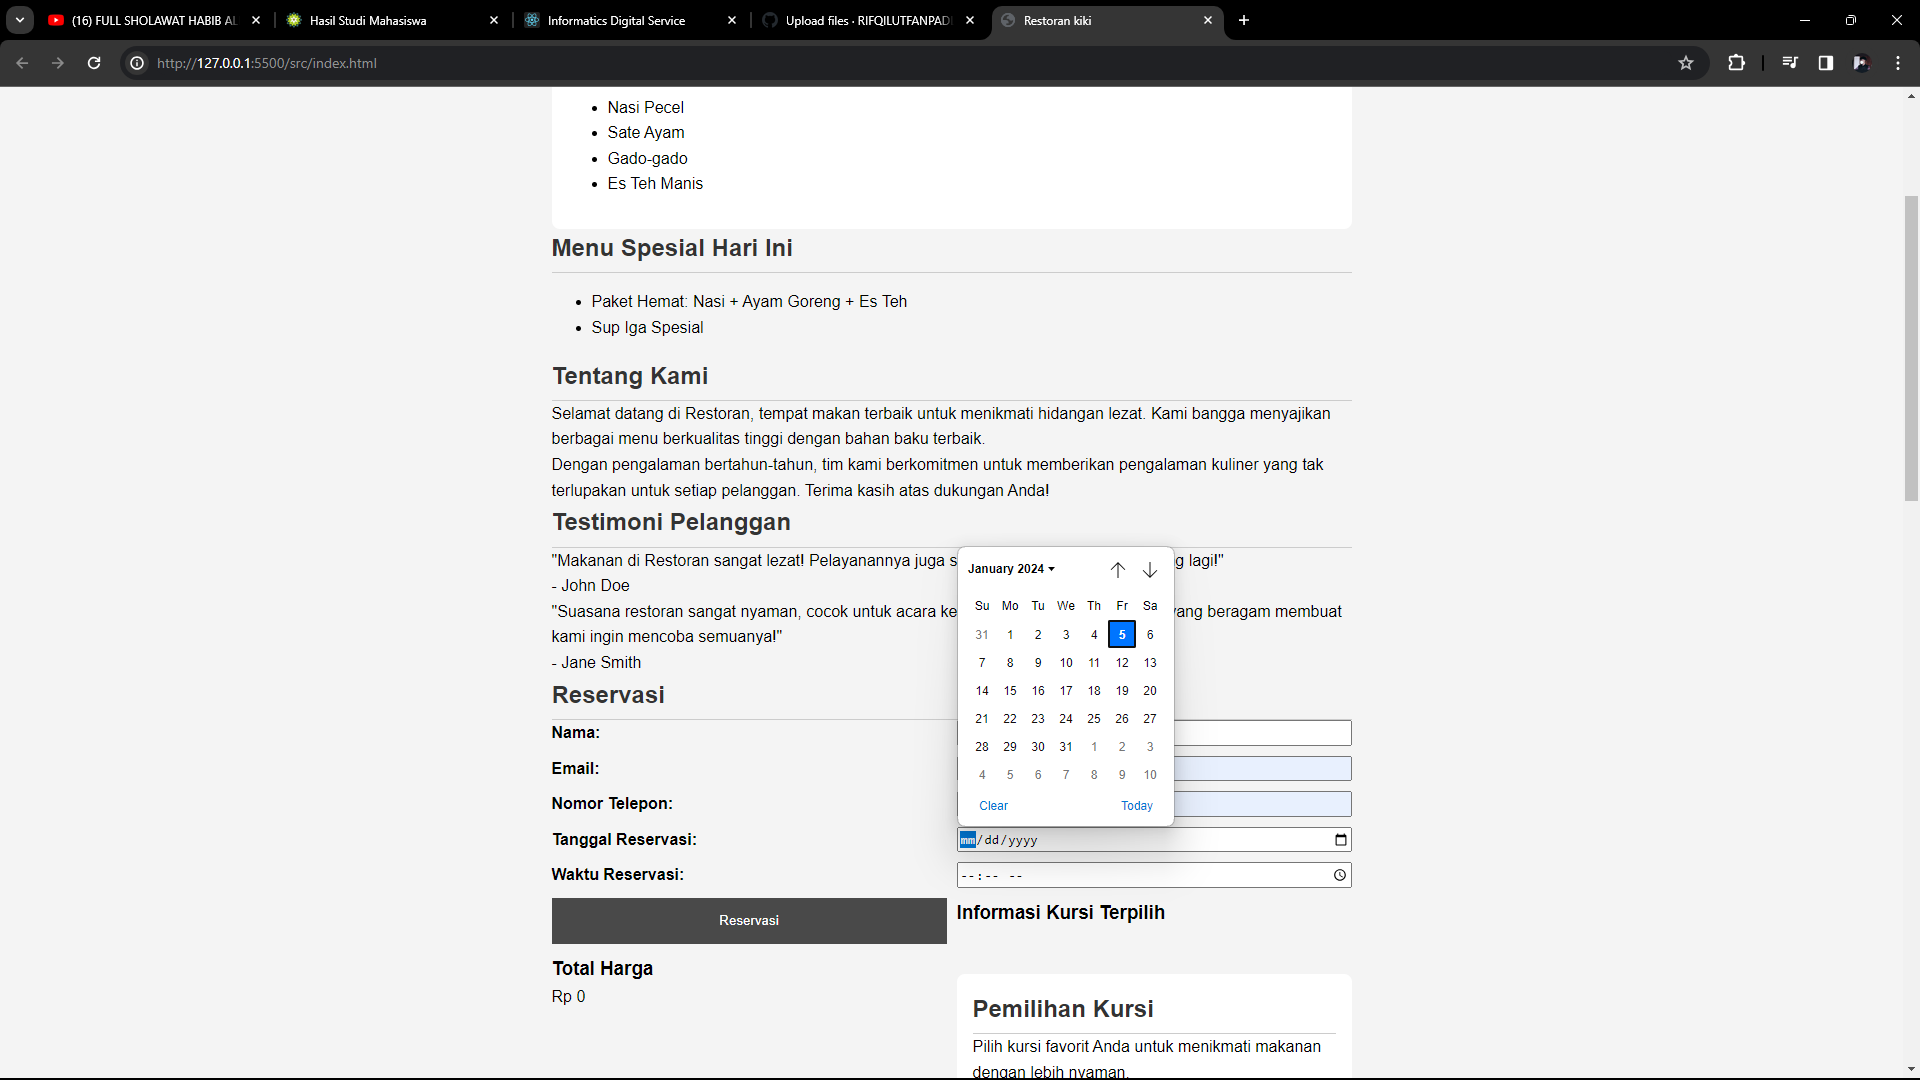 (16) FULL SHOLAWAT HABIB AL
Hasil Studi Mahasiswa
Informatics Digital Service
Upload files · RIFQILUTFANPADI
Restoran kiki
http://127.0.0.1:5500/src/index.html
Nasi Pecel
Sate Ayam
Gado-gado
Es Teh Manis
Menu Spesial Hari Ini
Paket Hemat: Nasi + Ayam Goreng + Es Teh
Sup Iga Spesial
Tentang Kami
Selamat datang di Restoran, tempat makan terbaik untuk menikmati hidangan lezat. Kami bangga menyajikan
berbagai menu berkualitas tinggi dengan bahan baku terbaik.
Dengan pengalaman bertahun-tahun, tim kami berkomitmen untuk memberikan pengalaman kuliner yang tak
terlupakan untuk setiap pelanggan. Terima kasih atas dukungan Anda!
Testimoni Pelanggan
"Makanan di Restoran sangat lezat! Pelayanannya juga s
g lagi!"
- John Doe
"Suasana restoran sangat nyaman, cocok untuk acara ke
yang beragam membuat
kami ingin mencoba semuanya!"
- Jane Smith
January 2024
Su Mo Tu We Th Fr Sa
31 1 2 3 4 5 6
7 8 9 10 11 12 13
14 15 16 17 18 19 20
21 22 23 24 25 26 27
28 29 30 31 1 2 3
4 5 6 7 8 9 10
Clear Today
Reservasi
Nama:
Email:
Nomor Telepon:
Tanggal Reservasi:
mm/dd/yyyy
Waktu Reservasi:
--:-- --
Reservasi
Informasi Kursi Terpilih
Total Harga
Rp 0
Pemilihan Kursi
Pilih kursi favorit Anda untuk menikmati makanan
dengan lebih nyaman.